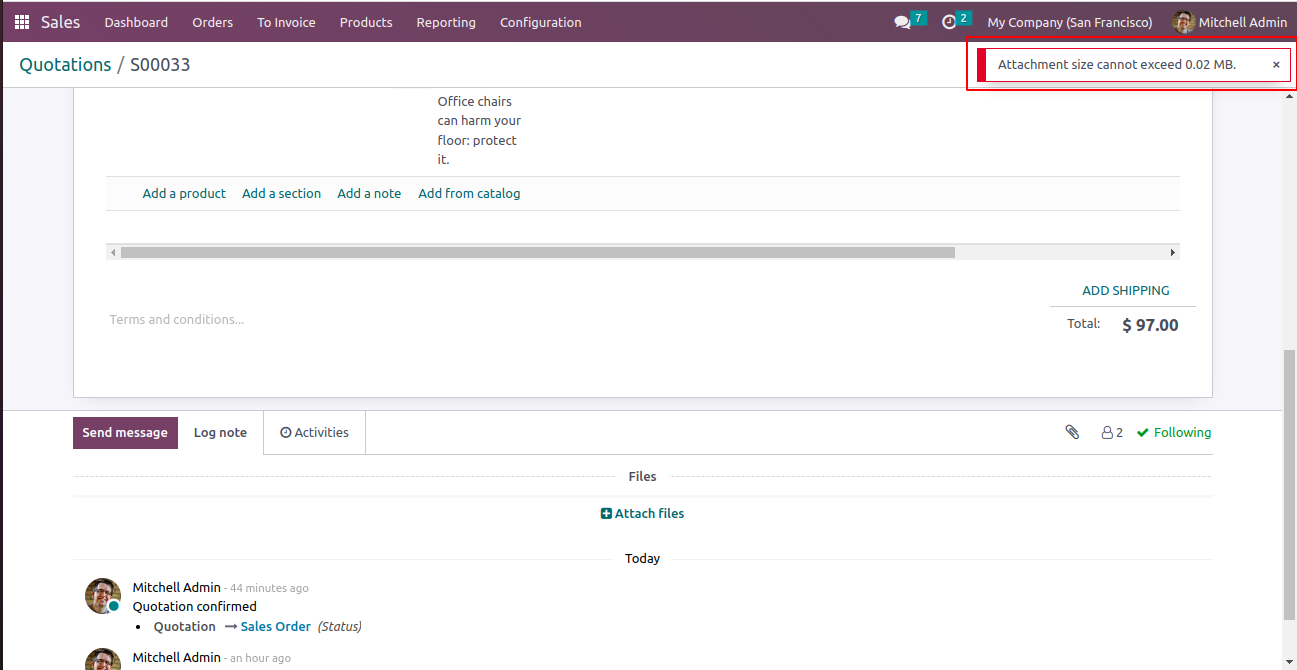 Sales Dashboard Orders To Invoice Products Reporting Configuration 7 2 My Company (San Francisco) Mitchell Admin
Quotations / S00033
Attachment size cannot exceed 0.02 MB. ×
Office chairs
can harm your
floor: protect
it.
Add a product Add a section Add a note Add from catalog
ADD SHIPPING
Terms and conditions...
Total: $ 97.00
Send message Log note Activities 2 Following
Files
Attach files
Today
Mitchell Admin - 44 minutes ago
Quotation confirmed
• Quotation → Sales Order (Status)
Mitchell Admin - an hour ago